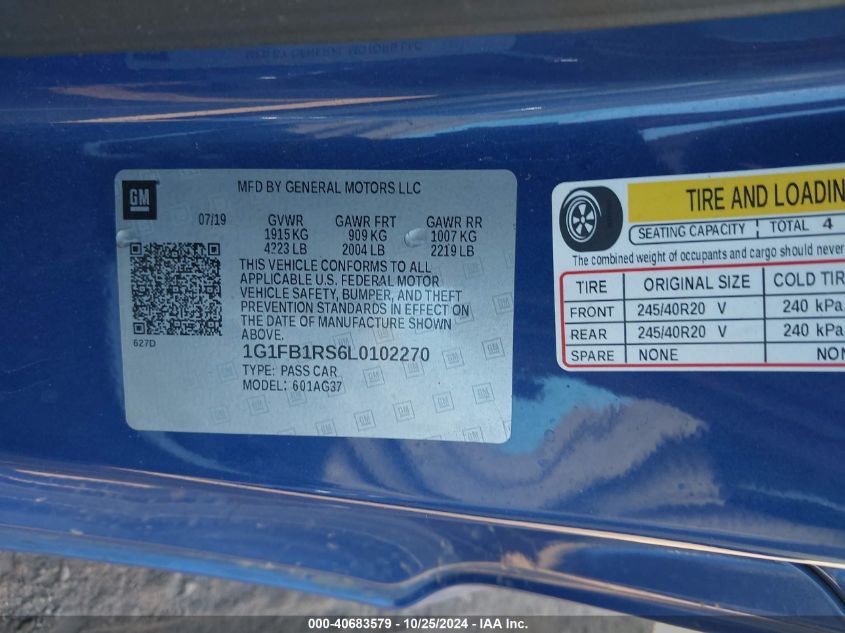 GM
MFD BY GENERAL MOTORS LLC
07/19 GVWR GAWR FRT GAWR RR
1915 KG 909 KG 1007 KG
4223 LB 2004 LB 2219 LB
THIS VEHICLE CONFORMS TO ALL
APPLICABLE U.S. FEDERAL MOTOR
VEHICLE SAFETY, BUMPER, AND THEFT
PREVENTION STANDARDS IN EFFECT ON
THE DATE OF MANUFACTURE SHOWN
ABOVE.
627D
1G1FB1RS6L0102270
TYPE: PASS CAR
MODEL: 601AG37
TIRE AND LOADIN
SEATING CAPACITY TOTAL 4
The combined weight of occupants and cargo should never
TIRE ORIGINAL SIZE COLD TIR
FRONT 245/40R20 V 240 kPa,
REAR 245/40R20 V 240 kPa,
SPARE NONE NON
000-40683579 - 10/25/2024 - IAA Inc.